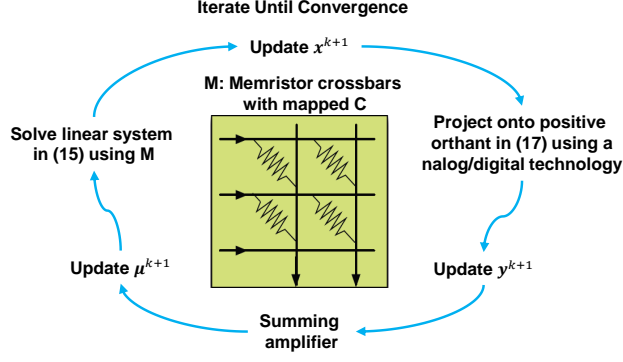 Iterate Until Convergence
Update x^{k+1}
M: Memristor crossbars
with mapped C
Solve linear system
in (15) using M
Project onto positive
orthant in (17) using a
nalog/digital technology
Update μ^{k+1}
Update y^{k+1}
Summing
amplifier